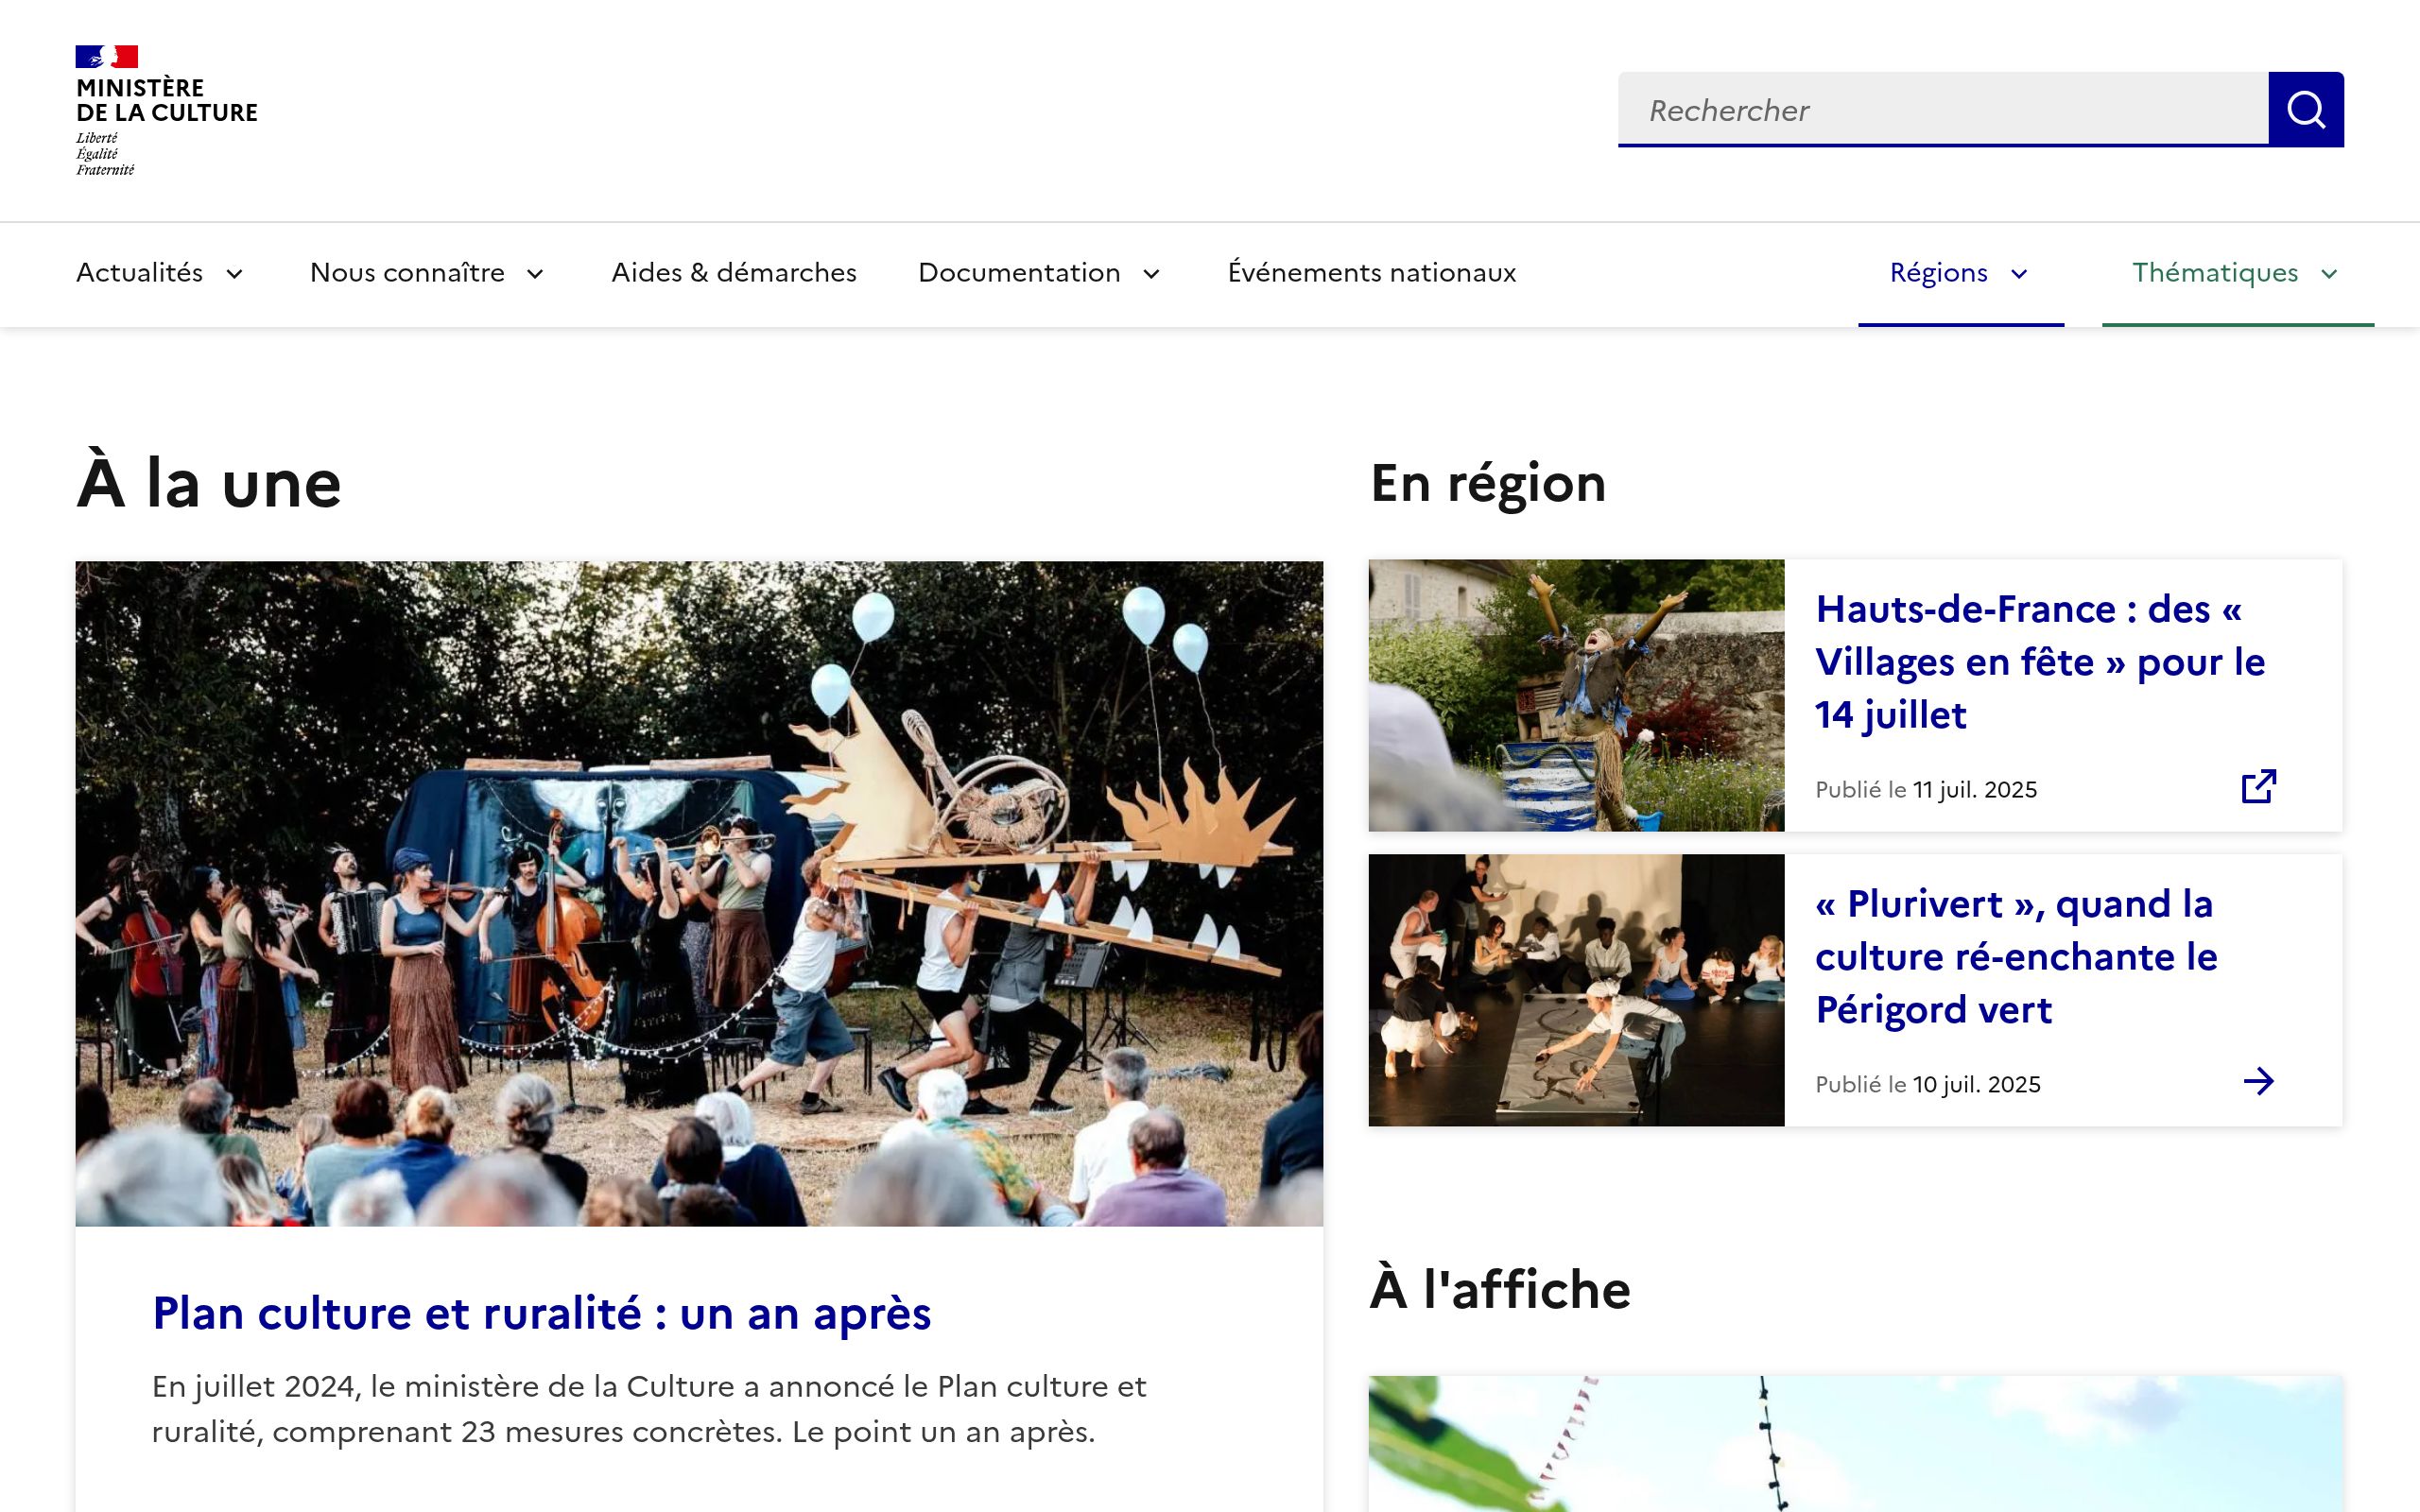 MINISTÈRE
DE LA CULTURE
Liberté
Égalité
Fraternité
Rechercher
Actualités
Nous connaître
Aides & démarches
Documentation
Événements nationaux
Régions
Thématiques
À la une
Plan culture et ruralité : un an après
En juillet 2024, le ministère de la Culture a annoncé le Plan culture et
ruralité, comprenant 23 mesures concrètes. Le point un an après.
En région
Hauts-de-France : des «
Villages en fête » pour le
14 juillet
Publié le 11 juil. 2025
« Plurivert », quand la
culture ré-enchante le
Périgord vert
Publié le 10 juil. 2025
À l'affiche